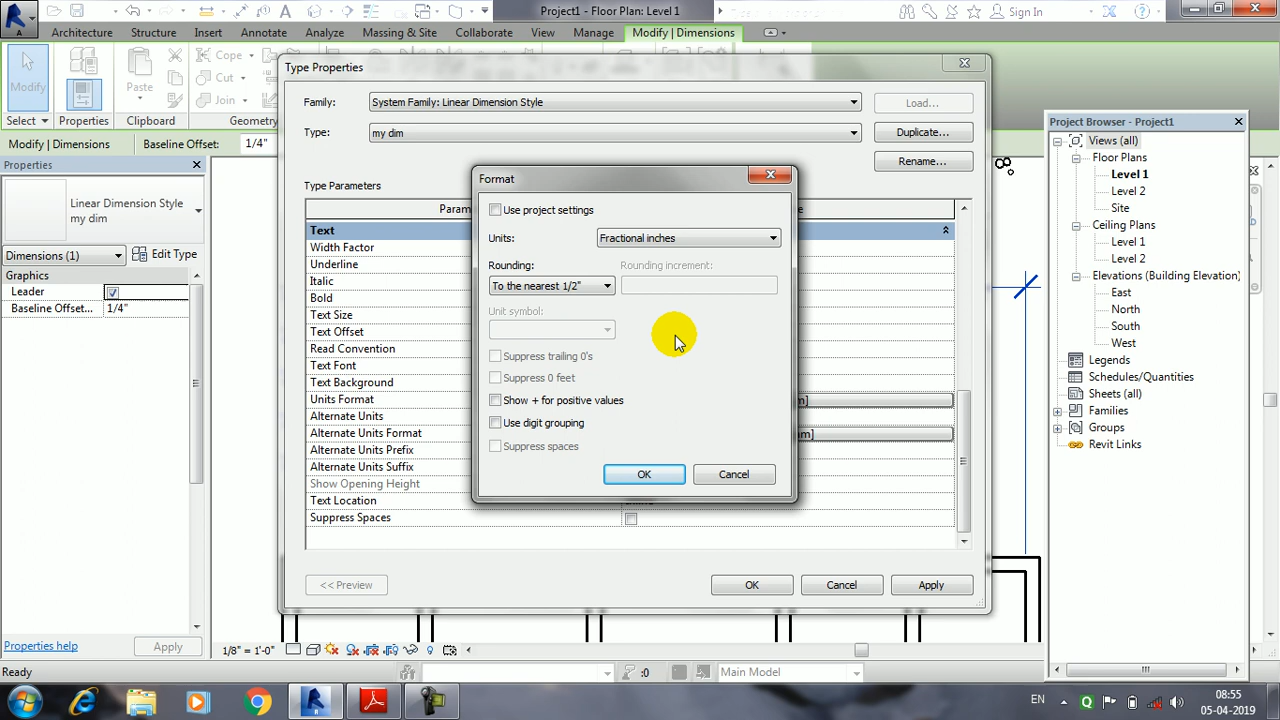 Project1 - Floor Plan: Level 1
Sign In
Architecture
Structure
Insert
Annotate
Analyze
Massing & Site
Collaborate
View
Manage
Modify | Dimensions
Modify
Paste
Cope
Cut
Join
Select
Properties
Clipboard
Geometry
Modify | Dimensions
Baseline Offset:
1/4"
Properties
Linear Dimension Style
my dim
Dimensions (1)
Edit Type
Graphics
Leader
Baseline Offset...
1/4"
Properties help
Apply
Type Properties
Family:
System Family: Linear Dimension Style
Load...
Type:
my dim
Duplicate...
Rename...
Type Parameters
Text
Width Factor
Underline
Italic
Bold
Text Size
Text Offset
Read Convention
Text Font
Text Background
Units Format
Alternate Units
Alternate Units Format
Alternate Units Prefix
Alternate Units Suffix
Show Opening Height
Text Location
Suppress Spaces
<< Preview
OK
Cancel
Apply
Format
Use project settings
Units:
Fractional inches
Rounding:
Rounding increment:
To the nearest 1/2"
Unit symbol:
Suppress trailing 0's
Suppress 0 feet
Show + for positive values
Use digit grouping
Suppress spaces
OK
Cancel
Project Browser - Project1
Views (all)
Floor Plans
Level 1
Level 2
Site
Ceiling Plans
Level 1
Level 2
Elevations (Building Elevation)
East
North
South
West
Legends
Schedules/Quantities
Sheets (all)
Families
Groups
Revit Links
1/8" = 1'-0"
Ready
:0
Main Model
EN
08:55
05-04-2019